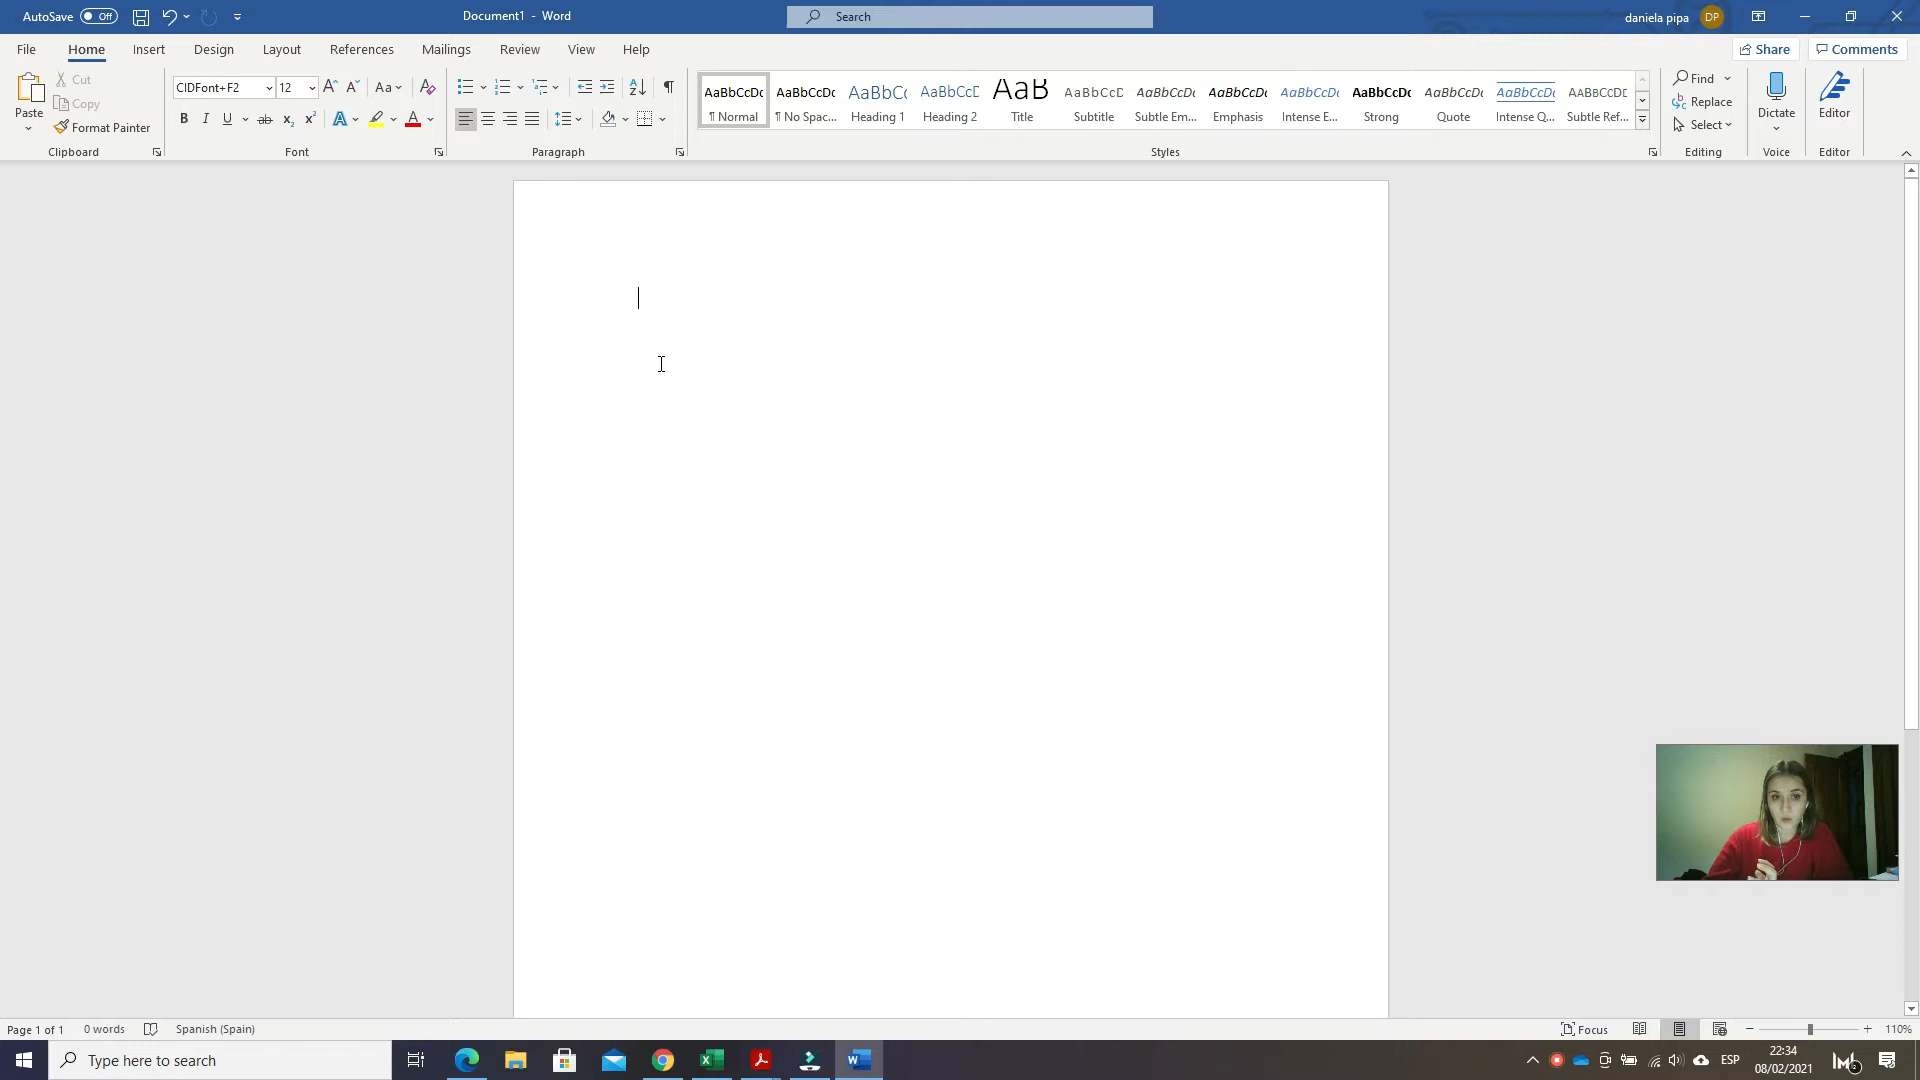 AutoSave Off
Document1 - Word
Search
daniela pipa DP
File Home Insert Design Layout References Mailings Review View Help
Share Comments
Paste
Cut
Copy
Format Painter
Clipboard
CIDFont+F2 12
Font
Paragraph
AaBbCcDc AaBbCcDc AaBbCc AaBbCcD AaB AaBbCcD AaBbCcDc AaBbCcDc AaBbCcDc AaBbCcDc AaBbCcDc AaBbCcDc AABBCCDE
¶ Normal ¶ No Spac... Heading 1 Heading 2 Title Subtitle Subtle Em... Emphasis Intense E... Strong Quote Intense Q... Subtle Ref...
Styles
Find
Replace
Select
Editing
Dictate
Voice
Editor
Editor
Page 1 of 1 0 words Spanish (Spain)
Focus 110%
Type here to search
ESP
22:34
08/02/2021